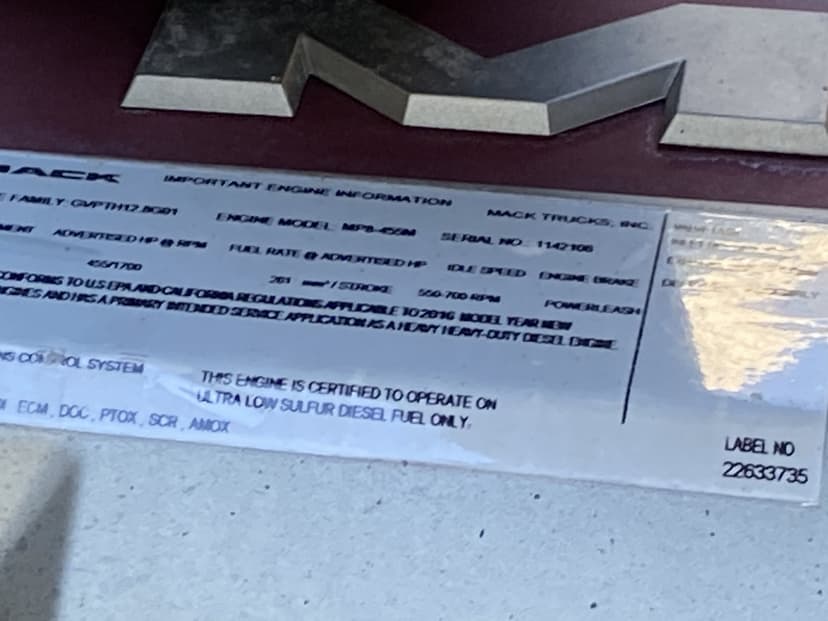 MACK IMPORTANT ENGINE INFORMATION
FAMILY: GVPTH12.8G01 ENGINE MODEL MP8-455M SERIAL NO. 1142106 MACK TRUCKS, INC.
ADVERTISED HP @ RPM FUEL RATE @ ADVERTISED HP IDLE SPEED ENGINE BRAKE
455/1700 261 mm³ / STROKE 550-700 RPM POWERLEASH
CONFORMS TO U.S EPA AND CALIFORNIA REGULATIONS APPLICABLE TO 2016 MODEL YEAR NEW
AND HAS A PRIMARY INTENDED SERVICE APPLICATION AS A HEAVY HEAVY-DUTY DIESEL ENGINE
CONTROL SYSTEM
ECM, DOC, PTOX, SCR, AMOX
THIS ENGINE IS CERTIFIED TO OPERATE ON
ULTRA LOW SULFUR DIESEL FUEL ONLY.
LABEL NO
22633735